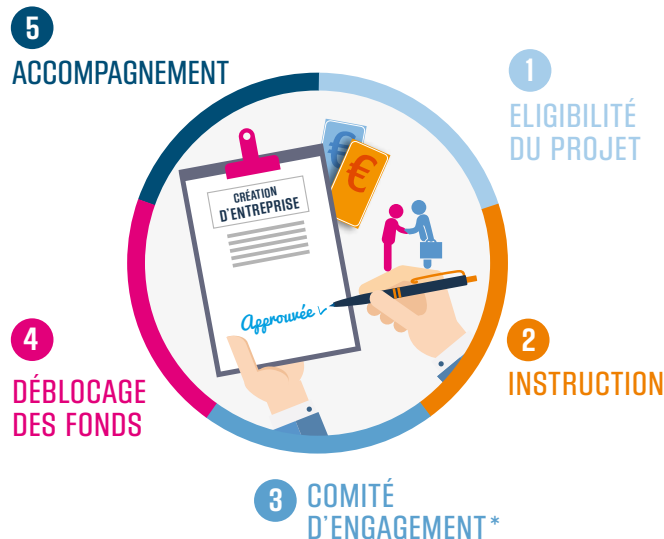 1
ELIGIBILITÉ
DU PROJET
2
INSTRUCTION
3
COMITÉ
D'ENGAGEMENT*
4
DÉBLOCAGE
DES FONDS
5
ACCOMPAGNEMENT
CRÉATION
D'ENTREPRISE
Approuvée
€
€